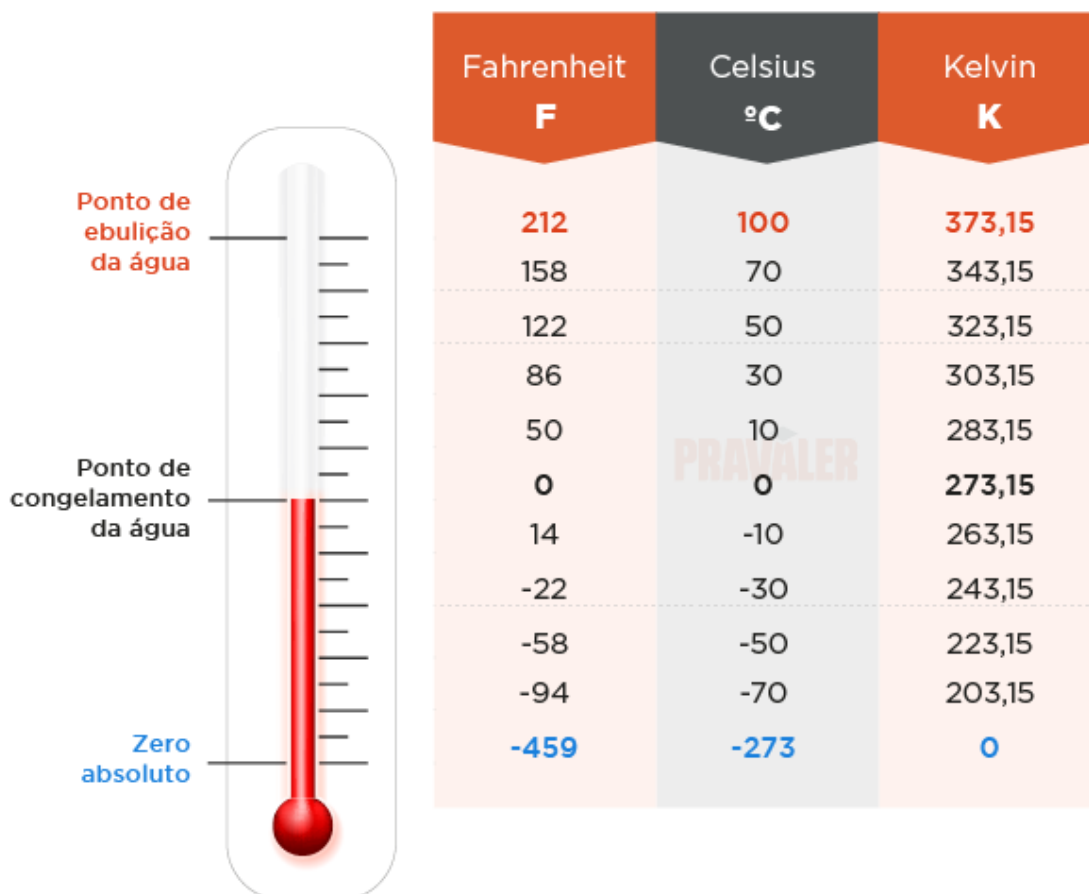 Fahrenheit Celsius Kelvin
F ºC K
Ponto de
ebulição
da água
212 100 373,15
158 70 343,15
122 50 323,15
86 30 303,15
50 10 283,15
PRAVALER
Ponto de
congelamento
da água
0 0 273,15
14 -10 263,15
-22 -30 243,15
-58 -50 223,15
-94 -70 203,15
Zero
absoluto
-459 -273 0